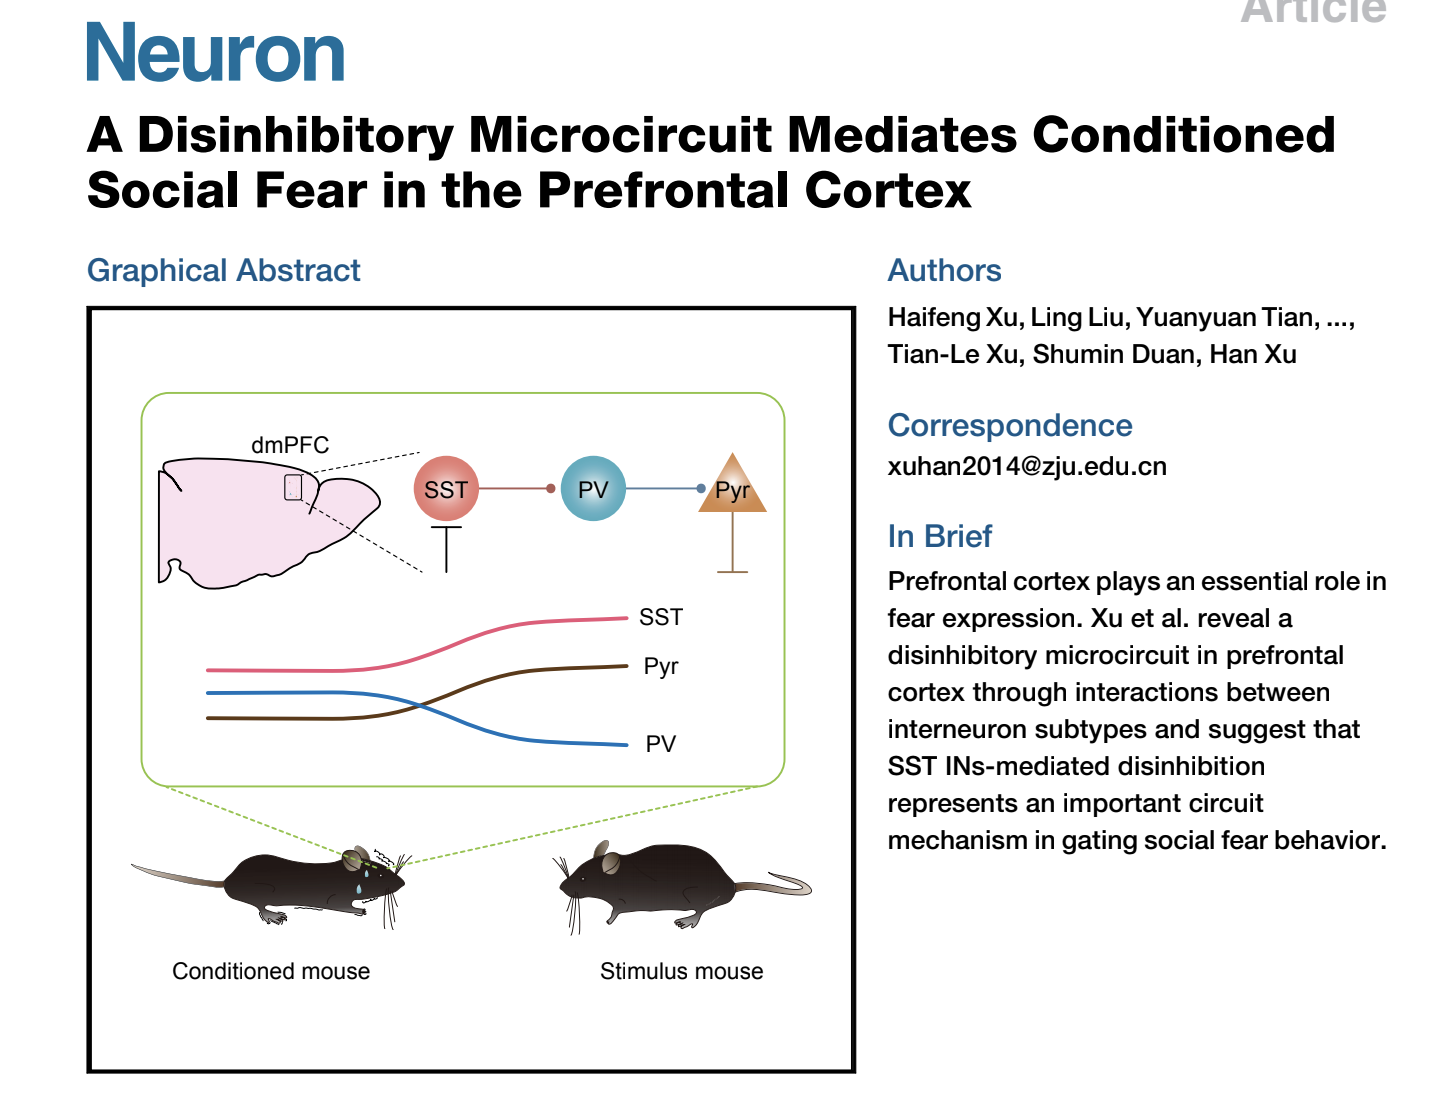 Article
Neuron
A Disinhibitory Microcircuit Mediates Conditioned
Social Fear in the Prefrontal Cortex
Graphical Abstract
dmPFC
SST
PV
Pyr
SST
Pyr
PV
Conditioned mouse
Stimulus mouse
Authors
Haifeng Xu, Ling Liu, Yuanyuan Tian, ...,
Tian-Le Xu, Shumin Duan, Han Xu
Correspondence
xuhan2014@zju.edu.cn
In Brief
Prefrontal cortex plays an essential role in
fear expression. Xu et al. reveal a
disinhibitory microcircuit in prefrontal
cortex through interactions between
interneuron subtypes and suggest that
SST INs-mediated disinhibition
represents an important circuit
mechanism in gating social fear behavior.